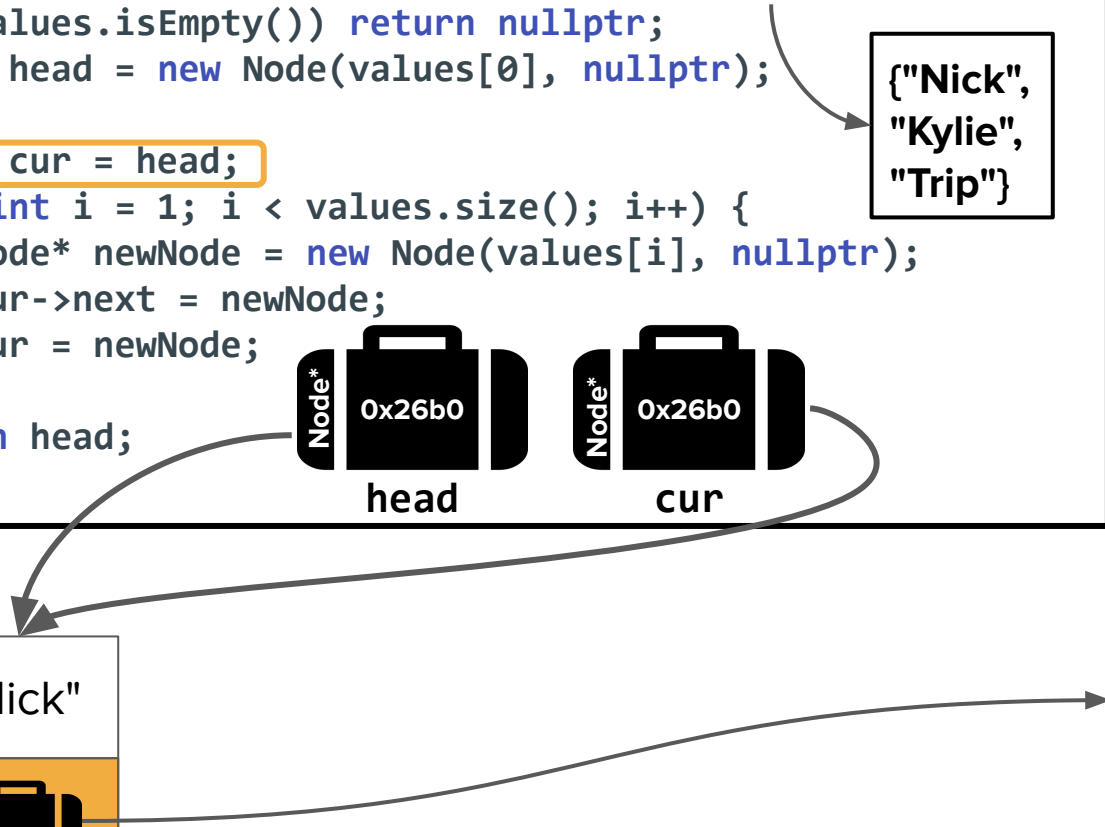 alues.isEmpty()) return nullptr;
head = new Node(values[0], nullptr);
cur = head;
int i = 1; i < values.size(); i++) {
ode* newNode = new Node(values[i], nullptr);
ur->next = newNode;
ur = newNode;
n head;
{"Nick",
"Kylie",
"Trip"}
Node*
0x26b0
head
Node*
0x26b0
cur
lick"